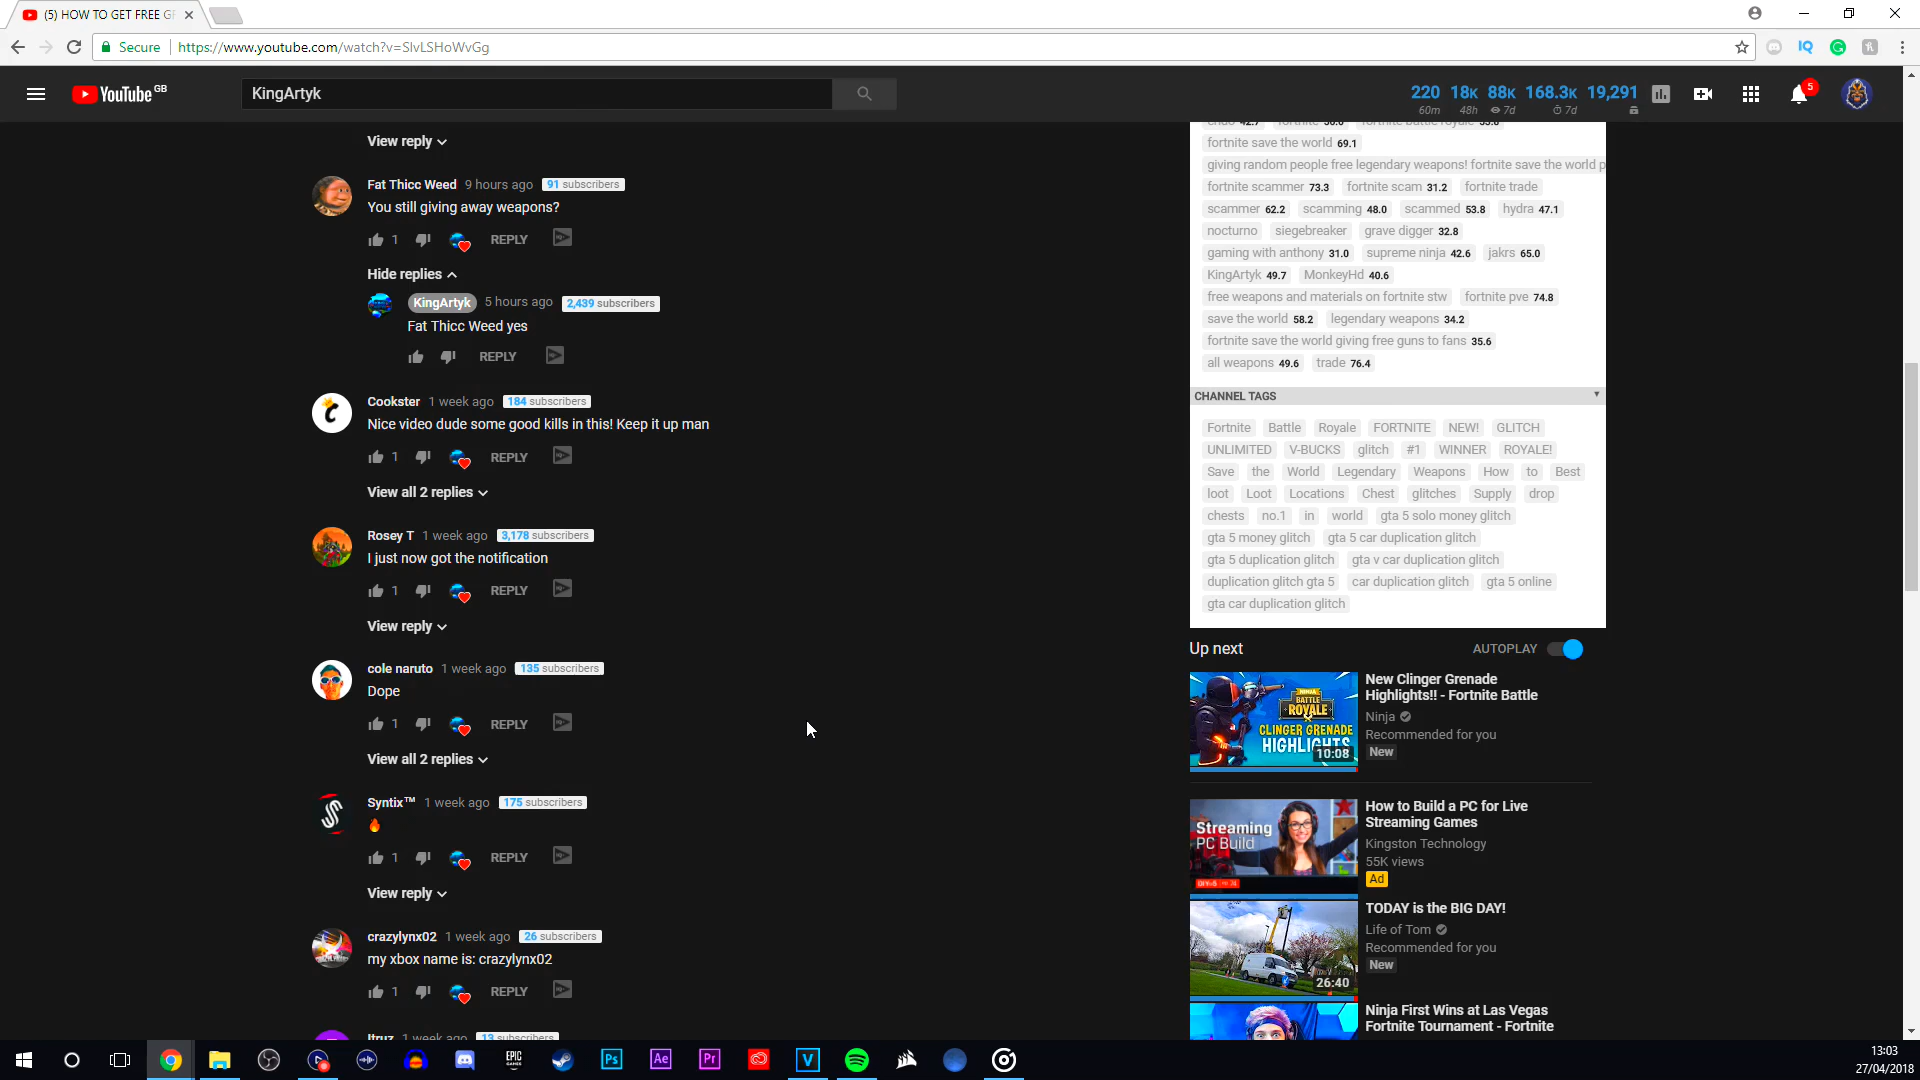 (5) HOW TO GET FREE G
Secure
https://www.youtube.com/watch?v=SlvLSHoWvGg
YouTube GB
KingArtyk
220 18K 88K 168.3K 19,291
60m 48h 7d 7d
5
View reply
Fat Thicc Weed 9 hours ago 91 subscribers
You still giving away weapons?
1 REPLY
Hide replies
KingArtyk 5 hours ago 2,439 subscribers
Fat Thicc Weed yes
REPLY
Cookster 1 week ago 184 subscribers
Nice video dude some good kills in this! Keep it up man
1 REPLY
View all 2 replies
Rosey T 1 week ago 3,178 subscribers
I just now got the notification
1 REPLY
View reply
cole naruto 1 week ago 135 subscribers
Dope
1 REPLY
View all 2 replies
Syntix™ 1 week ago 175 subscribers
🔥
1 REPLY
View reply
crazylynx02 1 week ago 26 subscribers
my xbox name is: crazylynx02
1 REPLY
1 week ago 13 subscribers
fortnite save the world 69.1
giving random people free legendary weapons! fortnite save the world p
fortnite scammer 73.3 fortnite scam 31.2 fortnite trade
scammer 62.2 scamming 48.0 scammed 53.8 hydra 47.1
nocturno siegebreaker grave digger 32.8
gaming with anthony 31.0 supreme ninja 42.6 jakrs 65.0
KingArtyk 49.7 MonkeyHd 40.6
free weapons and materials on fortnite stw fortnite pve 74.8
save the world 58.2 legendary weapons 34.2
fortnite save the world giving free guns to fans 35.6
all weapons 49.6 trade 76.4
CHANNEL TAGS
Fortnite Battle Royale FORTNITE NEW! GLITCH
UNLIMITED V-BUCKS glitch #1 WINNER ROYALE!
Save the World Legendary Weapons How to Best
loot Loot Locations Chest glitches Supply drop
chests no.1 in world gta 5 solo money glitch
gta 5 money glitch gta 5 car duplication glitch
gta 5 duplication glitch gta v car duplication glitch
duplication glitch gta 5 car duplication glitch gta 5 online
gta car duplication glitch
Up next
AUTOPLAY
NINJA
BATTLE
ROYALE
CLINGER GRENADE
HIGHLIGHTS
10:08
New Clinger Grenade
Highlights!! - Fortnite Battle
Ninja
Recommended for you
New
Streaming
PC Build
How to Build a PC for Live
Streaming Games
Kingston Technology
55K views
Ad
26:40
TODAY is the BIG DAY!
Life of Tom
Recommended for you
New
Ninja First Wins at Las Vegas
Fortnite Tournament - Fortnite
EPIC
GAMES
Ps
Ae
Pr
V
13:03
27/04/2018